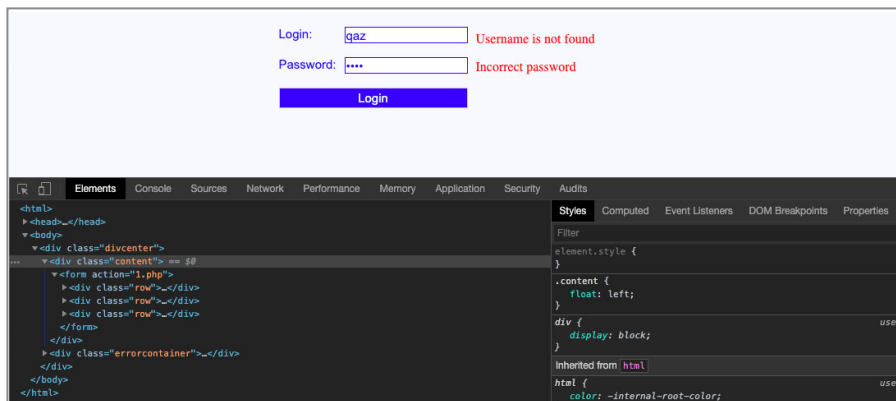 Login: qaz Username is not found
Password: •••• Incorrect password
Login
Elements Console Sources Network Performance Memory Application Security Audits
<html>
▶<head>…</head>
▼<body>
▼<div class="divcenter">
… ▼<div class="content"> == $0
▼<form action="1.php">
▶<div class="row">…</div>
▶<div class="row">…</div>
▶<div class="row">…</div>
</form>
</div>
▶<div class="errorcontainer">…</div>
</div>
</body>
</html>
Styles Computed Event Listeners DOM Breakpoints Properties
Filter
element.style {
}
.content {
float: left;
}
div { use
display: block;
}
Inherited from html
html { use
color: -internal-root-color;